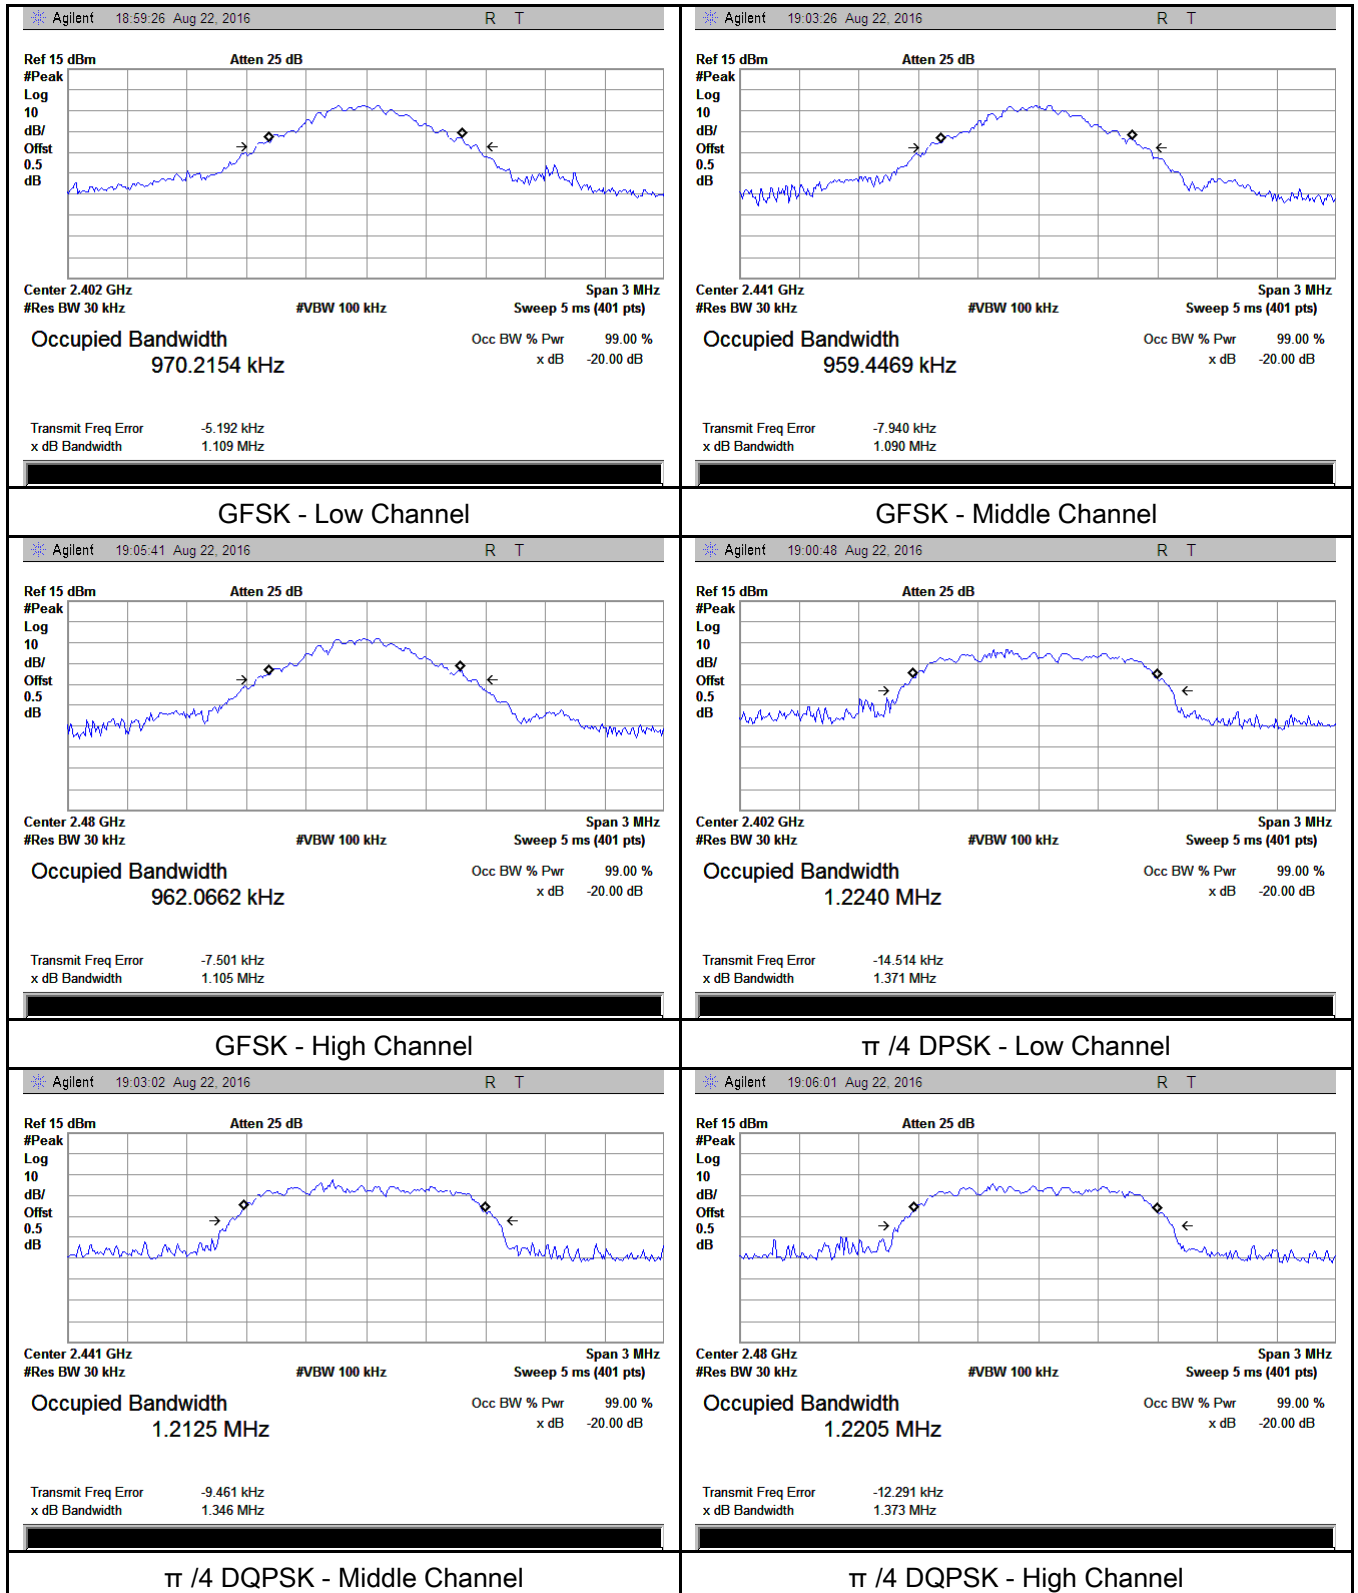 Agilent 18:59:26 Aug 22, 2016 R T
Ref 15 dBm Atten 25 dB
#Peak
Log
10
dB/
Offst
0.5
dB
Center 2.402 GHz Span 3 MHz
#Res BW 30 kHz #VBW 100 kHz Sweep 5 ms (401 pts)
Occupied Bandwidth Occ BW % Pwr 99.00 %
970.2154 kHz x dB -20.00 dB
Transmit Freq Error -5.192 kHz
x dB Bandwidth 1.109 MHz
GFSK - Low Channel
Agilent 19:03:26 Aug 22, 2016 R T
Ref 15 dBm Atten 25 dB
#Peak
Log
10
dB/
Offst
0.5
dB
Center 2.441 GHz Span 3 MHz
#Res BW 30 kHz #VBW 100 kHz Sweep 5 ms (401 pts)
Occupied Bandwidth Occ BW % Pwr 99.00 %
959.4469 kHz x dB -20.00 dB
Transmit Freq Error -7.940 kHz
x dB Bandwidth 1.090 MHz
GFSK - Middle Channel
Agilent 19:05:41 Aug 22, 2016 R T
Ref 15 dBm Atten 25 dB
#Peak
Log
10
dB/
Offst
0.5
dB
Center 2.48 GHz Span 3 MHz
#Res BW 30 kHz #VBW 100 kHz Sweep 5 ms (401 pts)
Occupied Bandwidth Occ BW % Pwr 99.00 %
962.0662 kHz x dB -20.00 dB
Transmit Freq Error -7.501 kHz
x dB Bandwidth 1.105 MHz
GFSK - High Channel
Agilent 19:00:48 Aug 22, 2016 R T
Ref 15 dBm Atten 25 dB
#Peak
Log
10
dB/
Offst
0.5
dB
Center 2.402 GHz Span 3 MHz
#Res BW 30 kHz #VBW 100 kHz Sweep 5 ms (401 pts)
Occupied Bandwidth Occ BW % Pwr 99.00 %
1.2240 MHz x dB -20.00 dB
Transmit Freq Error -14.514 kHz
x dB Bandwidth 1.371 MHz
π /4 DPSK - Low Channel
Agilent 19:03:02 Aug 22, 2016 R T
Ref 15 dBm Atten 25 dB
#Peak
Log
10
dB/
Offst
0.5
dB
Center 2.441 GHz Span 3 MHz
#Res BW 30 kHz #VBW 100 kHz Sweep 5 ms (401 pts)
Occupied Bandwidth Occ BW % Pwr 99.00 %
1.2125 MHz x dB -20.00 dB
Transmit Freq Error -9.461 kHz
x dB Bandwidth 1.346 MHz
π /4 DQPSK - Middle Channel
Agilent 19:06:01 Aug 22, 2016 R T
Ref 15 dBm Atten 25 dB
#Peak
Log
10
dB/
Offst
0.5
dB
Center 2.48 GHz Span 3 MHz
#Res BW 30 kHz #VBW 100 kHz Sweep 5 ms (401 pts)
Occupied Bandwidth Occ BW % Pwr 99.00 %
1.2205 MHz x dB -20.00 dB
Transmit Freq Error -12.291 kHz
x dB Bandwidth 1.373 MHz
π /4 DQPSK - High Channel